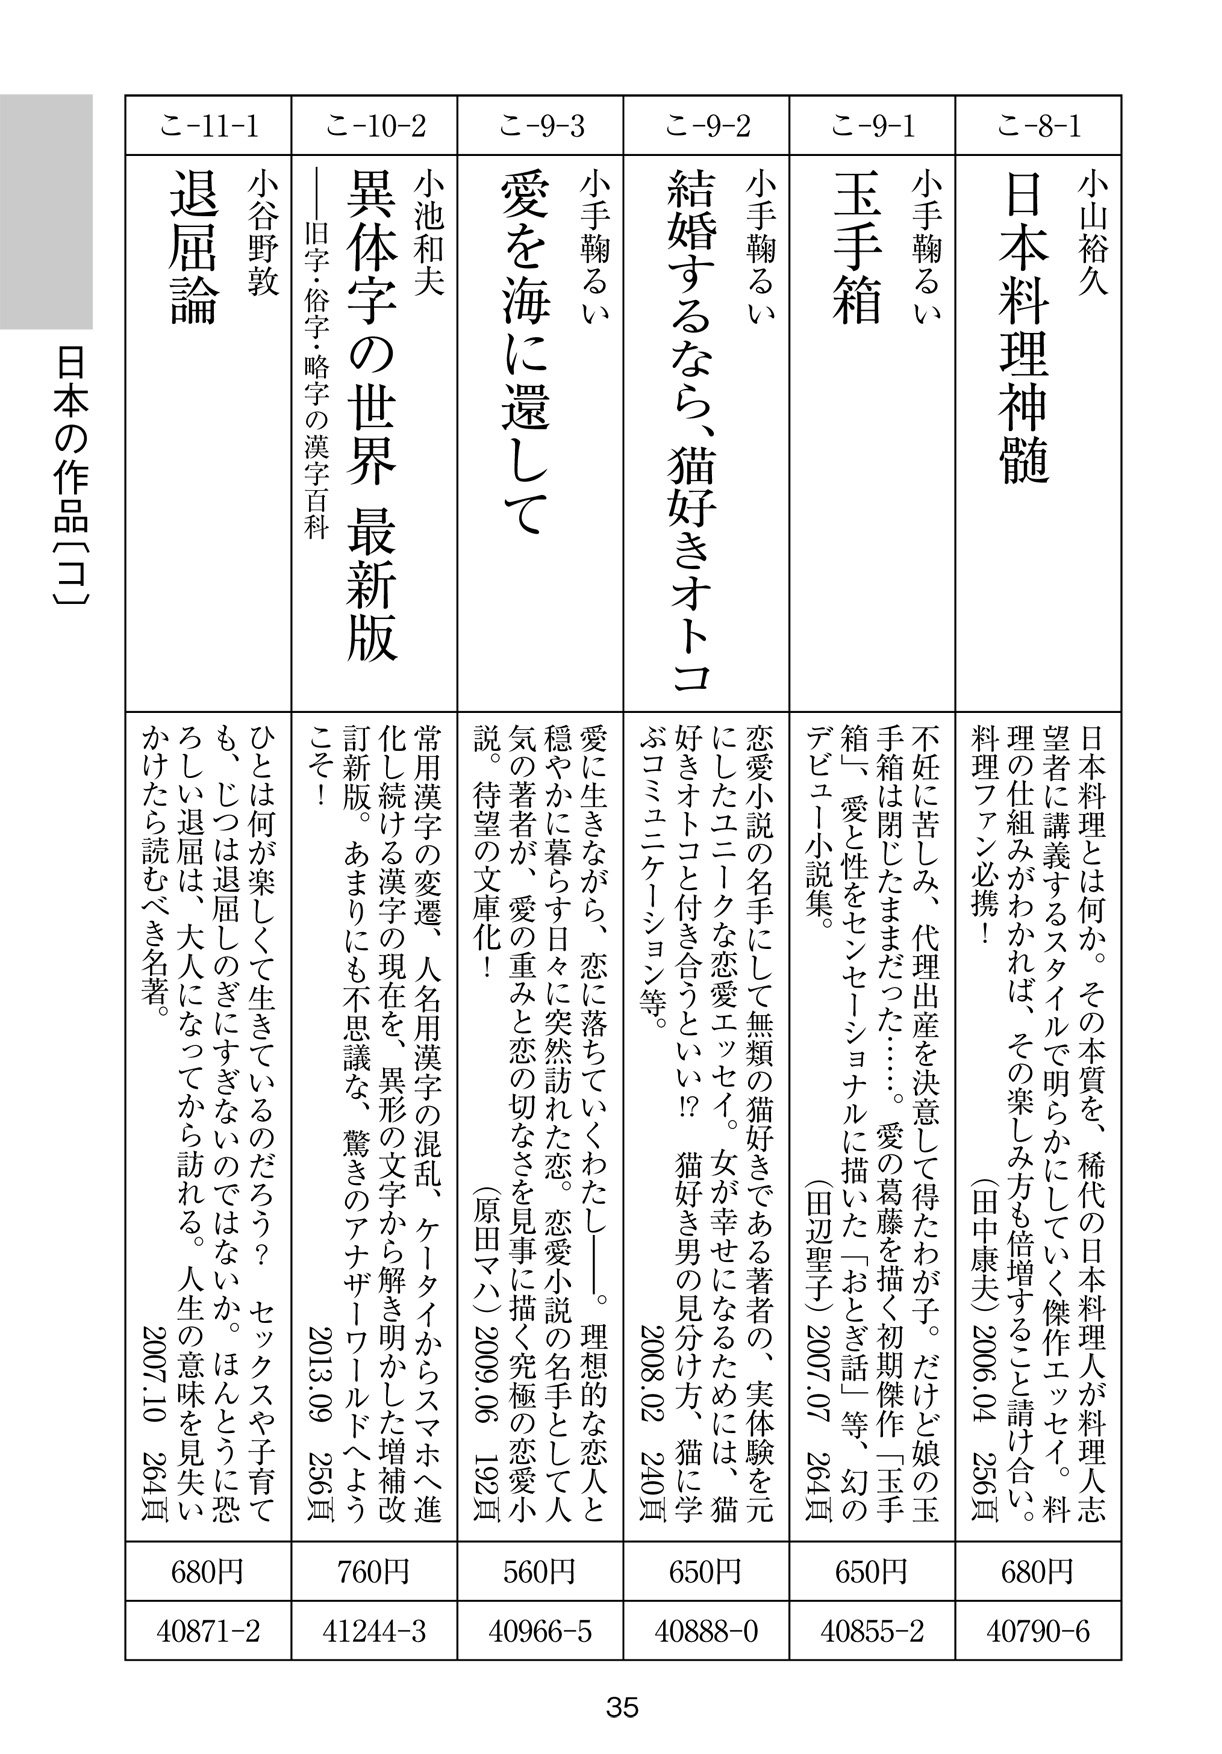 こ-8-1
小山裕久
日本料理神髄
日本料理とは何か。その本質を、稀代の日本料理人が料理人志
望者に講義するスタイルで明らかにしていく傑作エッセイ。料
理の仕組みがわかれば、その楽しみ方も倍増すること請け合い。
料理ファン必携！
（田中康夫）2006.04　256頁
680円
40790-6
こ-9-1
小手鞠るい
玉手箱
不妊に苦しみ、代理出産を決意して得たわが子。だけど娘の玉
手箱は閉じたままだった……。愛の葛藤を描く初期傑作「玉手
箱」、愛と性をセンセーショナルに描いた「おとぎ話」等、幻の
デビュー小説集。
（田辺聖子）2007.07　264頁
650円
40855-2
こ-9-2
小手鞠るい
結婚するなら、猫好きオトコ
恋愛小説の名手にして無類の猫好きである著者の、実体験を元
にしたユニークな恋愛エッセイ。女が幸せになるためには、猫
好きオトコと付き合うといい!?　猫好き男の見分け方、猫に学
ぶコミュニケーション等。
2008.02　240頁
650円
40888-0
こ-9-3
小手鞠るい
愛を海に還して
愛に生きながら、恋に落ちていくわたし――。理想的な恋人と
穏やかに暮らす日々に突然訪れた恋。恋愛小説の名手として人
気の著者が、愛の重みと恋の切なさを見事に描く究極の恋愛小
説。待望の文庫化！
（原田マハ）2009.06　192頁
560円
40966-5
こ-10-2
小池和夫
異体字の世界 最新版
――旧字・俗字・略字の漢字百科
常用漢字の変遷、人名用漢字の混乱、ケータイからスマホへ進
化し続ける漢字の現在を、異形の文字から解き明かした増補改
訂新版。あまりにも不思議な、驚きのアナザーワールドへよう
こそ！
2013.09　256頁
760円
41244-3
こ-11-1
小谷野敦
退屈論
ひとは何が楽しくて生きているのだろう？　セックスや子育て
も、じつは退屈しのぎにすぎないのではないか。ほんとうに恐
ろしい退屈は、大人になってから訪れる。人生の意味を見失い
かけたら読むべき名著。
2007.10　264頁
680円
40871-2
日本の作品〔コ〕
35